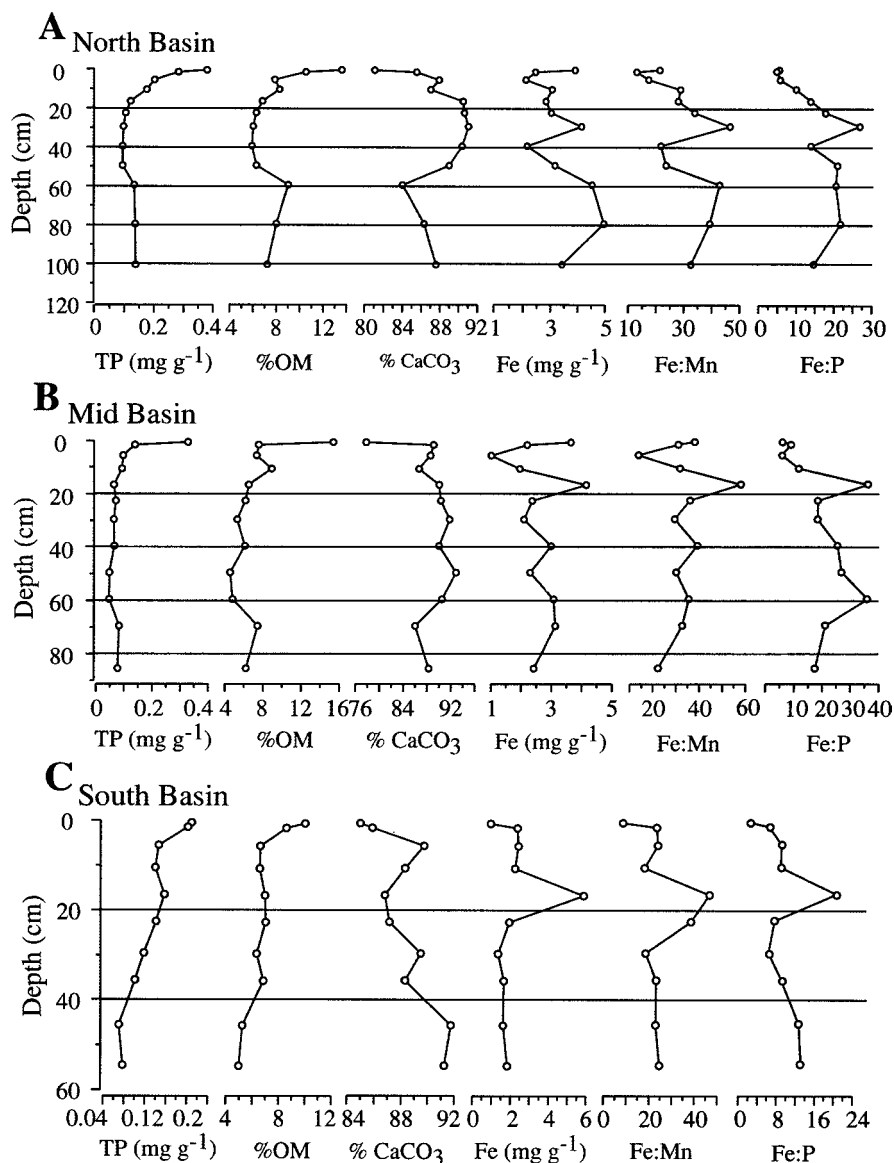 A North Basin
0
20
40
60
80
100
120
Depth (cm)
0 0.2 0.4 4 8 12 80 84 88 92 1 3 5 10 30 50 0 10 20 30
TP (mg g-1) %OM % CaCO3 Fe (mg g-1) Fe:Mn Fe:P
B Mid Basin
0
20
40
60
80
Depth (cm)
0 0.2 0.4 4 8 12 16 76 84 92 1 3 5 20 40 60 10 20 30 40
TP (mg g-1) %OM % CaCO3 Fe (mg g-1) Fe:Mn Fe:P
C South Basin
0
20
40
60
Depth (cm)
0.04 0.12 0.2 4 8 12 84 88 92 0 2 4 6 0 20 40 60 0 8 16 24
TP (mg g-1) %OM % CaCO3 Fe (mg g-1) Fe:Mn Fe:P